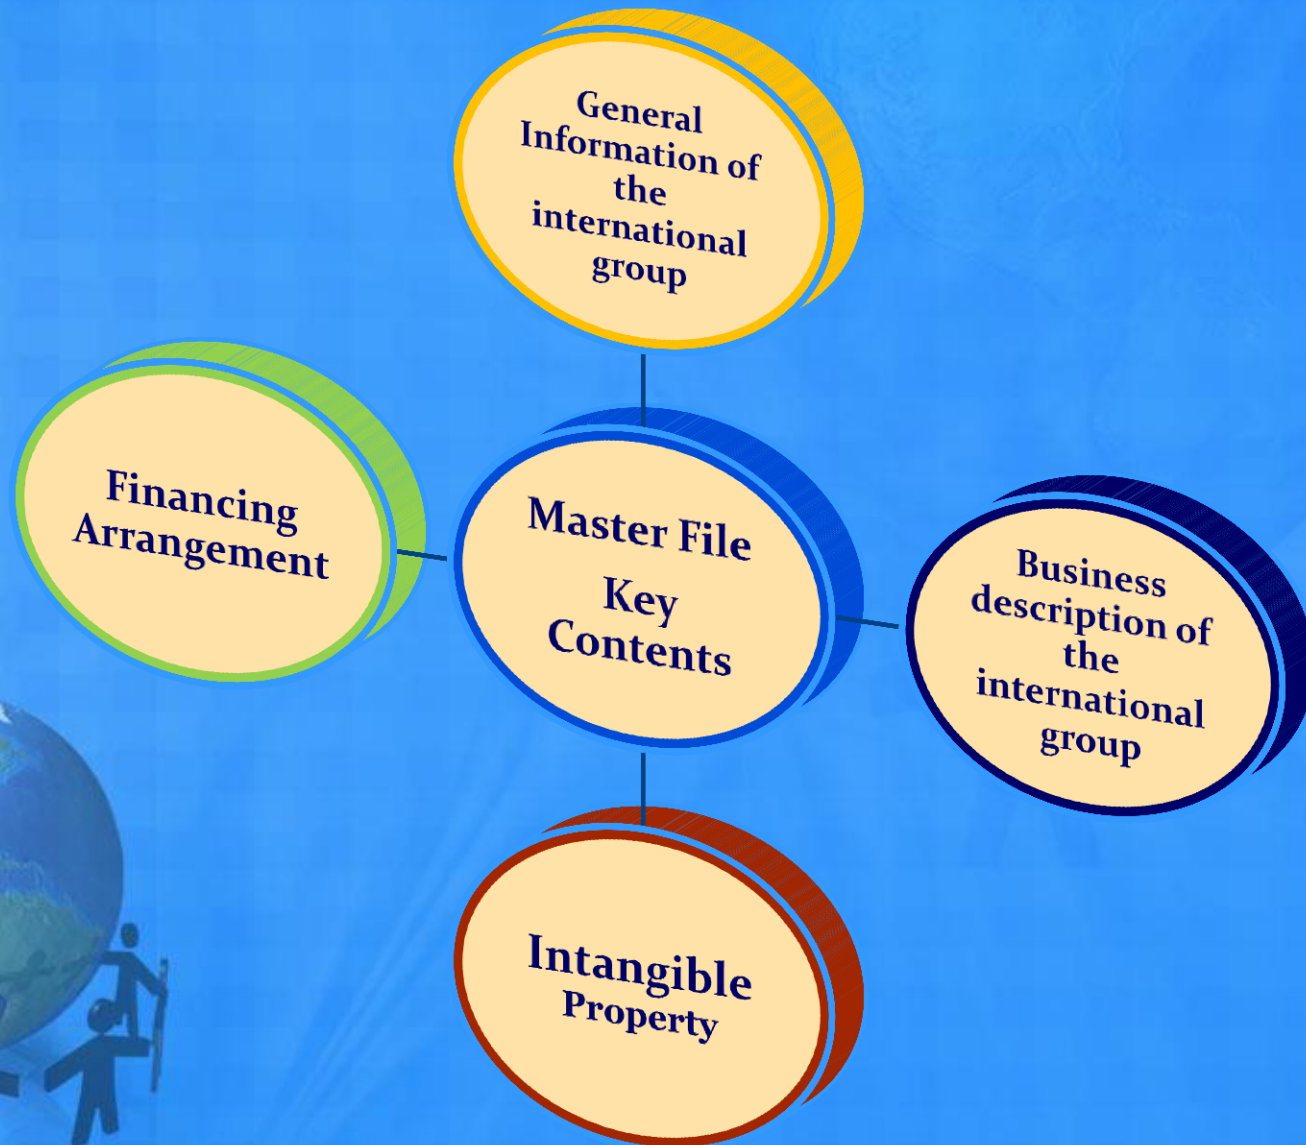 General
Information of
the
international
group
Financing
Arrangement
Master File
Key
Contents
Business
description of
the
international
group
Intangible
Property